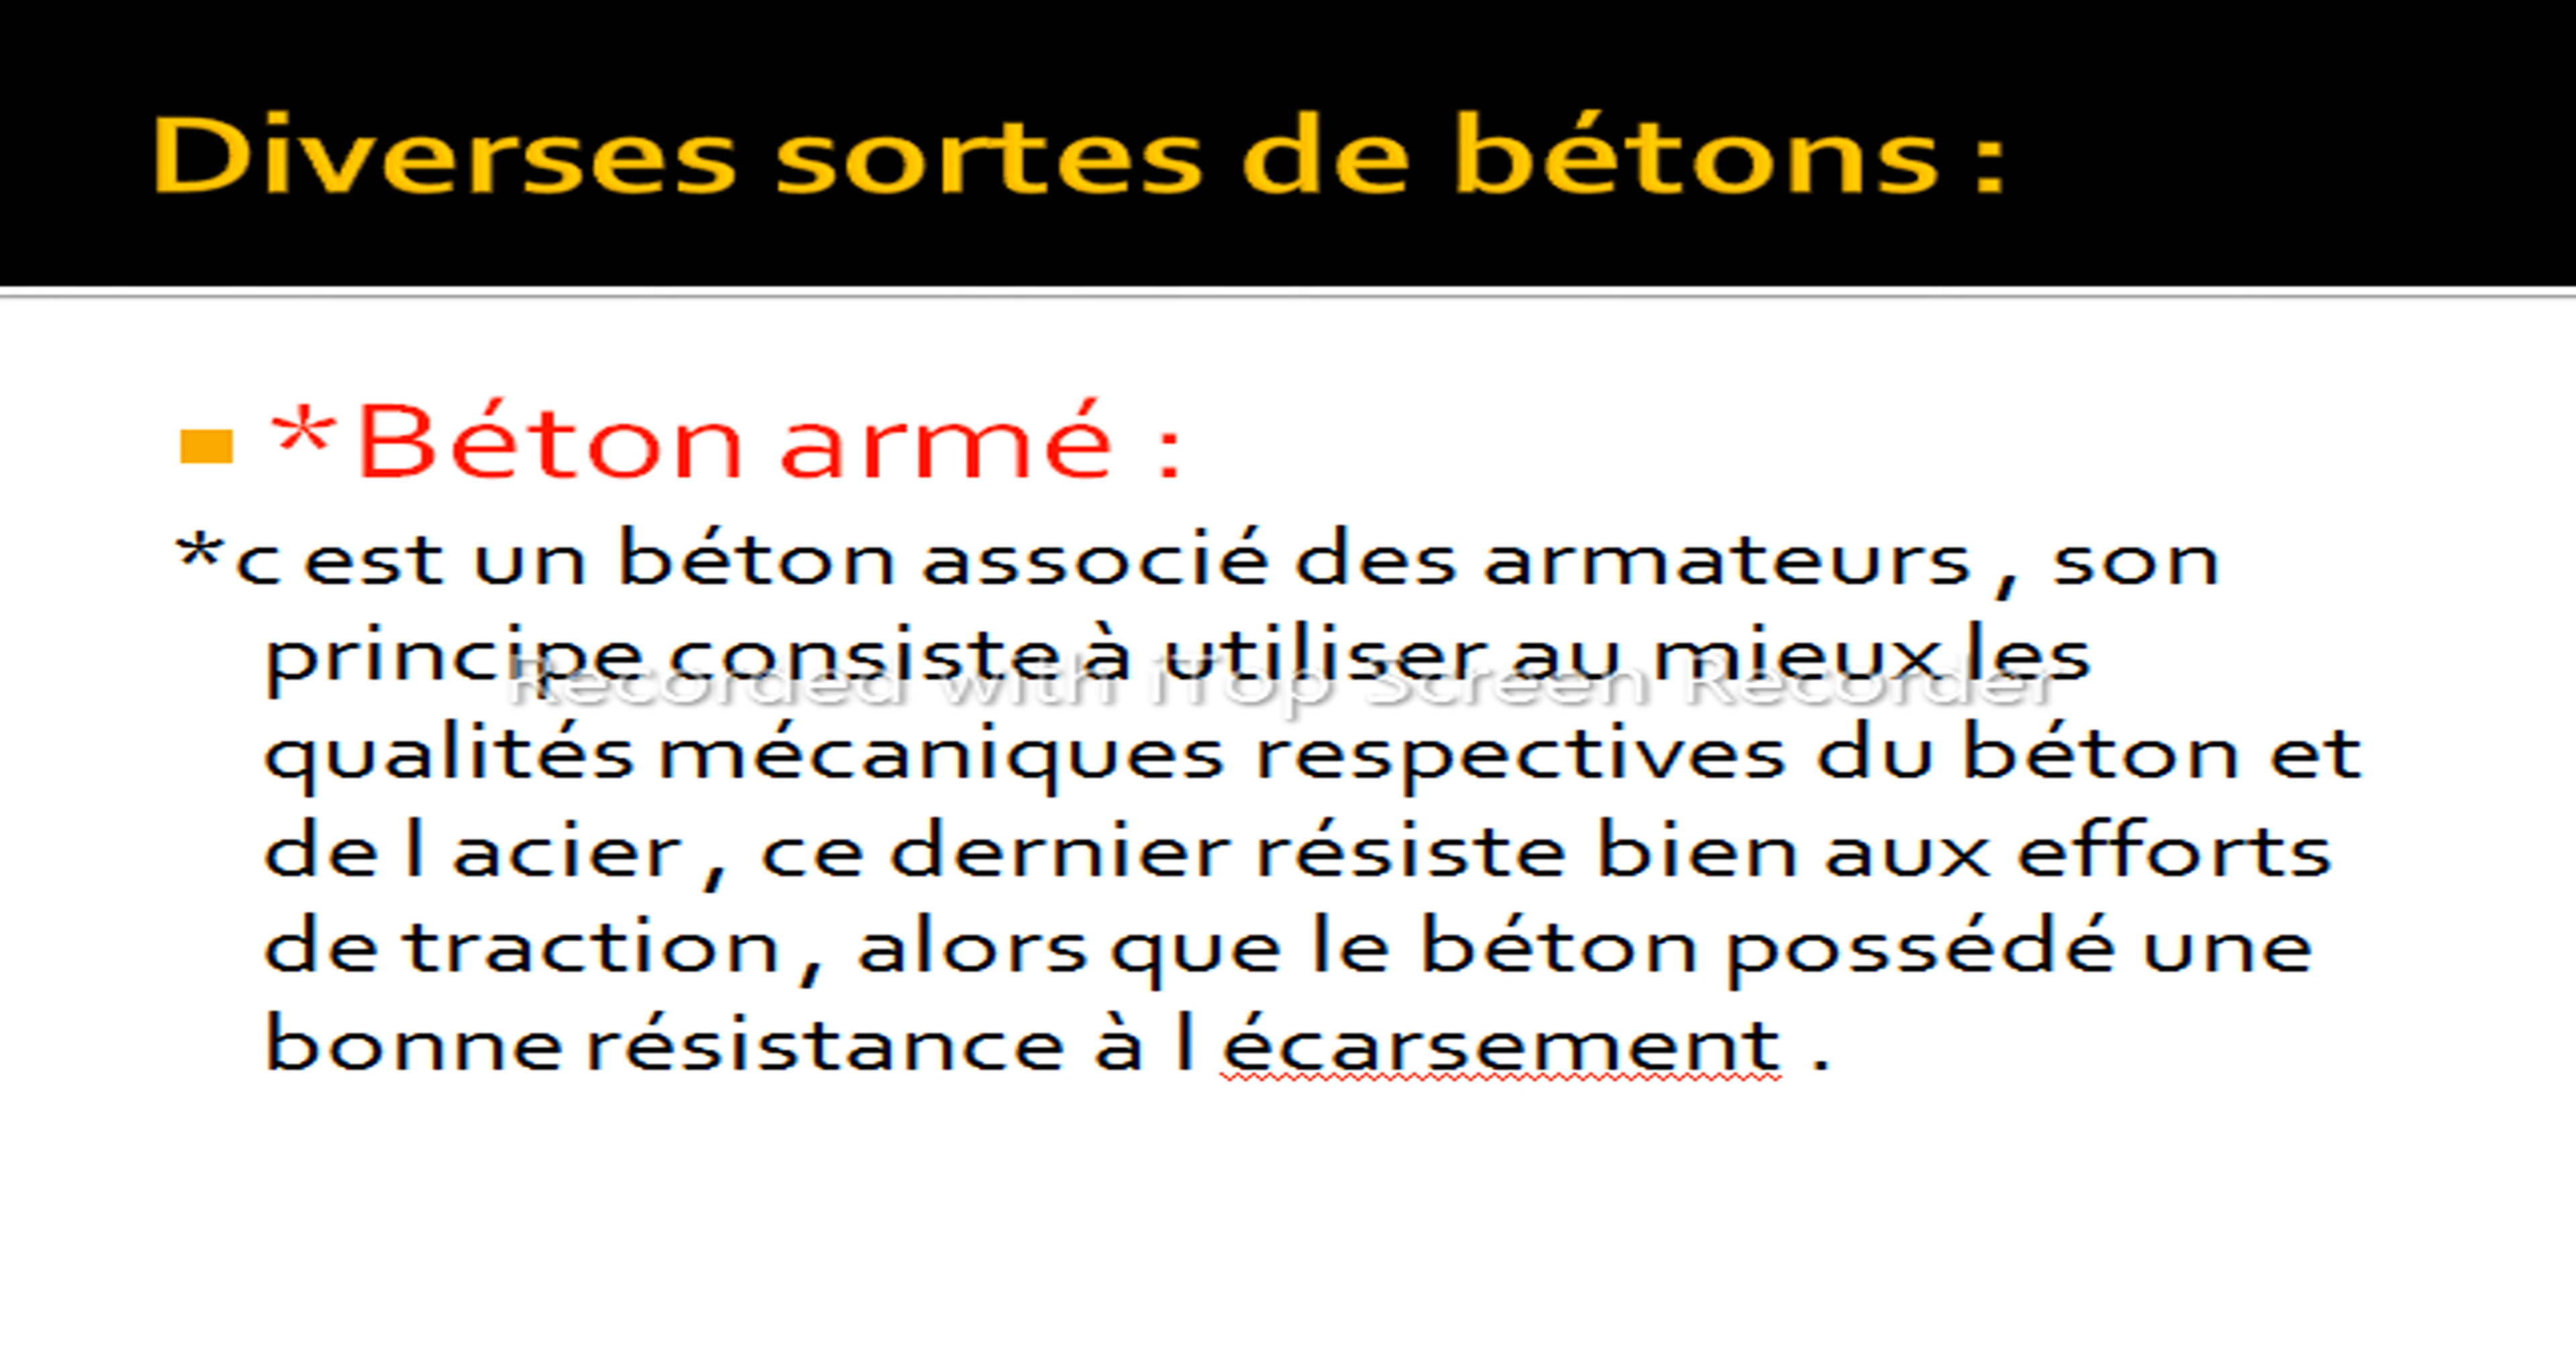 Diverses sortes de bétons :
*Béton armé :
*c est un béton associé des armateurs , son
principe consiste à utiliser au mieux les
Recorded with iTop Screen Recorder
qualités mécaniques respectives du béton et
de l acier , ce dernier résiste bien aux efforts
de traction , alors que le béton possédé une
bonne résistance à l écarsement .